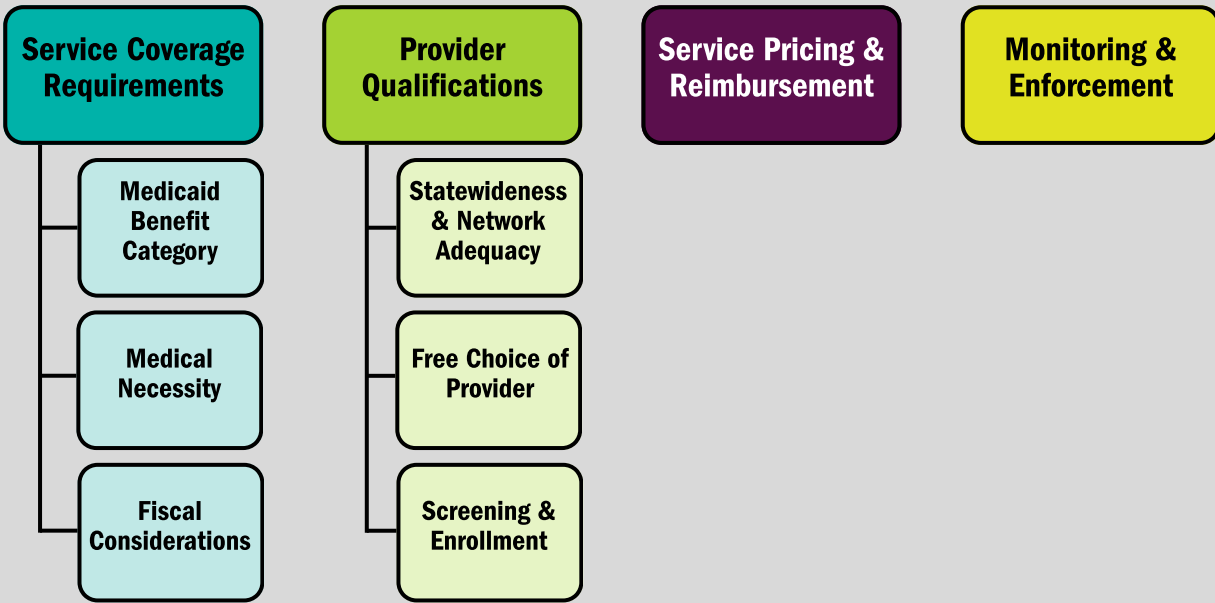 Service Coverage
Requirements
Medicaid
Benefit
Category
Medical
Necessity
Fiscal
Considerations
Provider
Qualifications
Statewideness
& Network
Adequacy
Free Choice of
Provider
Screening &
Enrollment
Service Pricing &
Reimbursement
Monitoring &
Enforcement